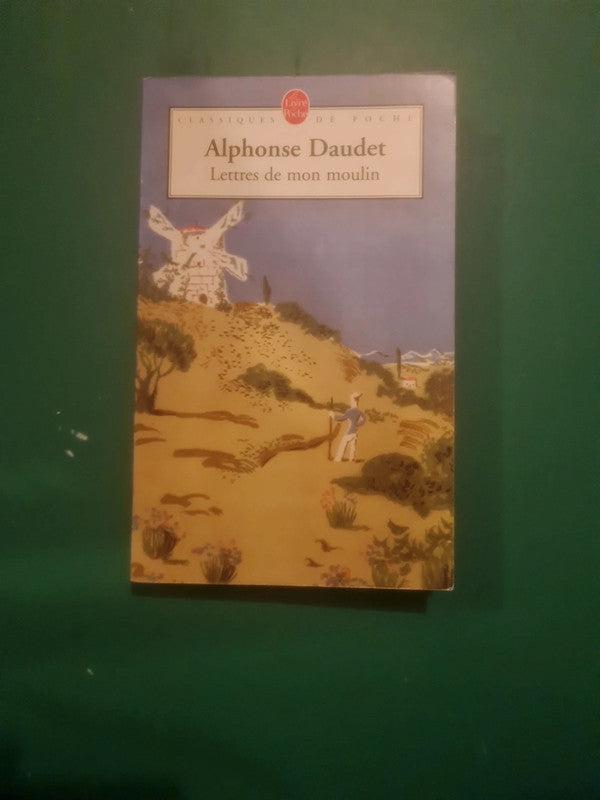 Le
Livre
de
Poche
CLASSIQUES DE POCHE
Alphonse Daudet
Lettres de mon moulin